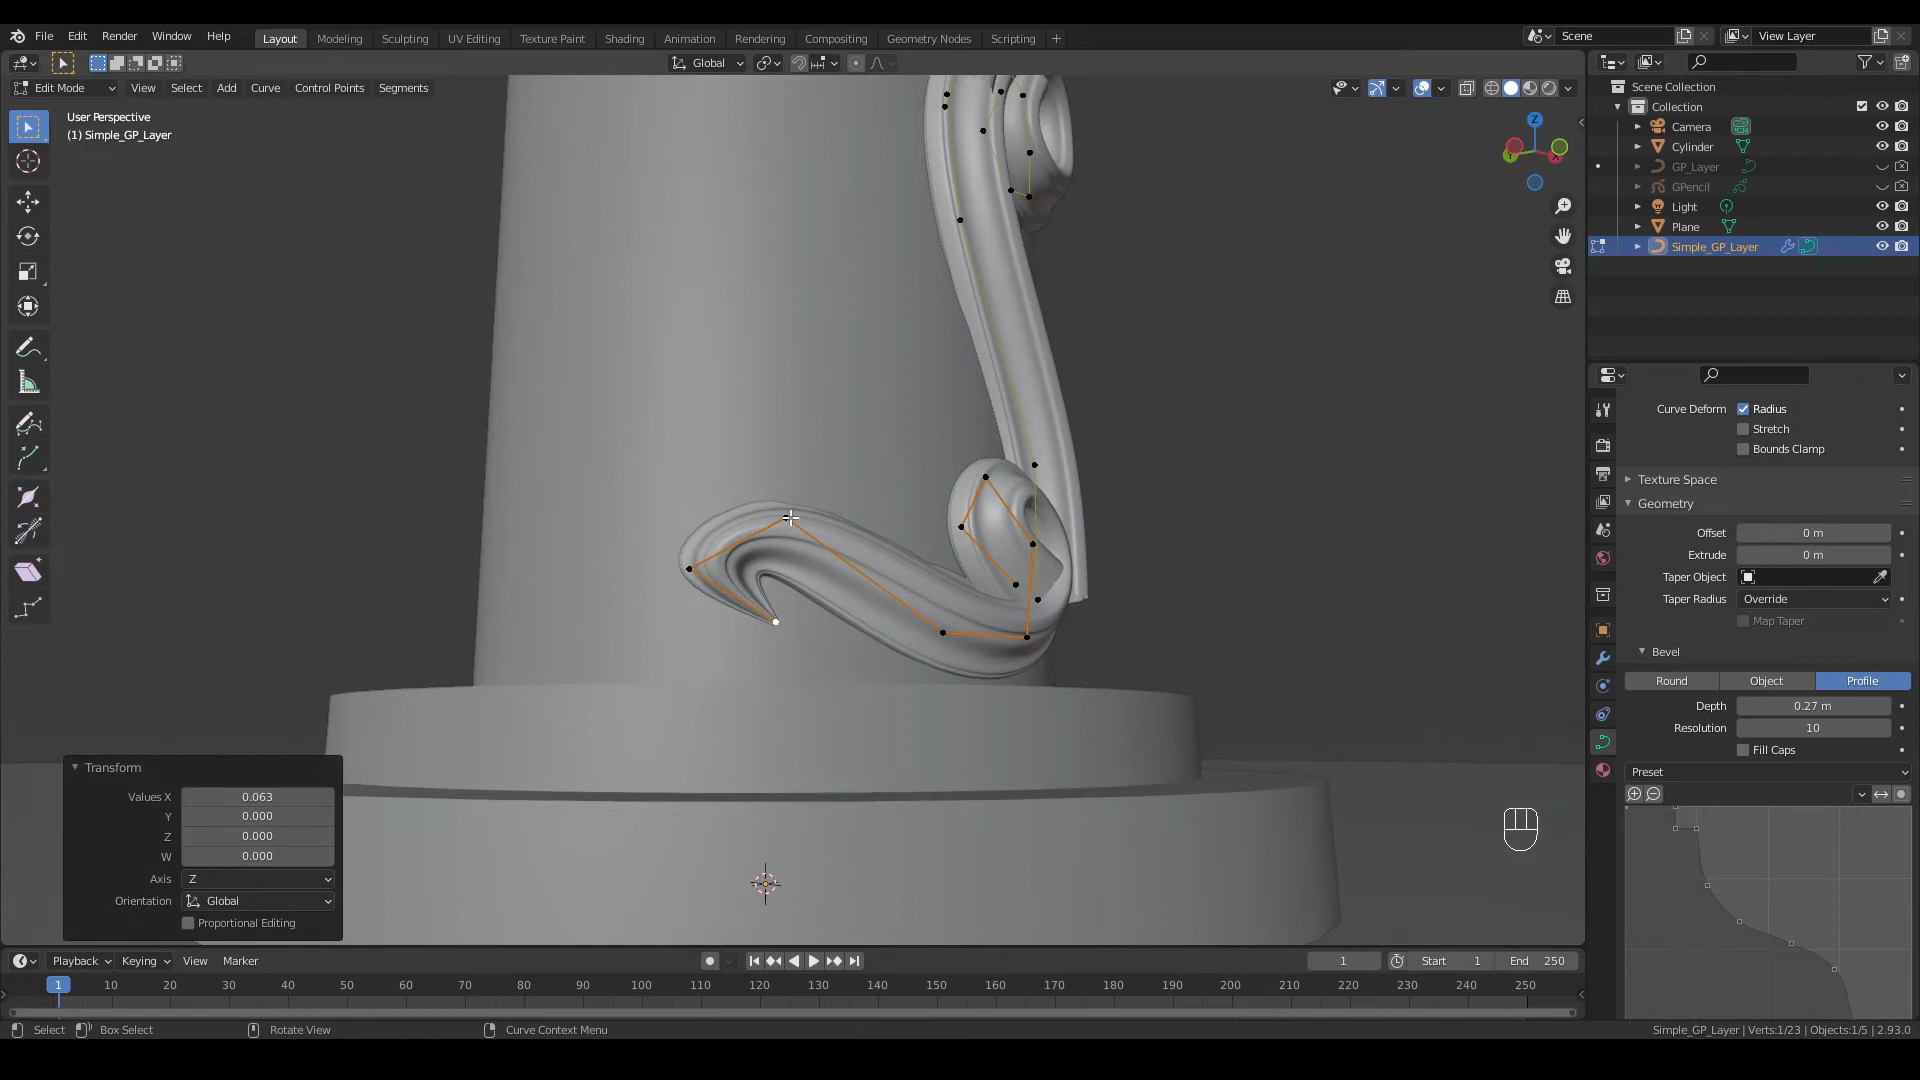 File Edit Render Window Help Layout Modeling Sculpting UV Editing Texture Paint Shading Animation Rendering Compositing Geometry Nodes Scripting + Scene View Layer
Global
Edit Mode View Select Add Curve Control Points Segments
User Perspective
(1) Simple_GP_Layer
Z
Scene Collection
Collection
Camera
Cylinder
GP_Layer
GPencil
Light
Plane
Simple_GP_Layer
Curve Deform Radius
Stretch
Bounds Clamp
Texture Space
Geometry
Offset 0 m
Extrude 0 m
Taper Object
Taper Radius Override
Map Taper
Bevel
Round Object Profile
Depth 0.27 m
Resolution 10
Fill Caps
Preset
Transform
Values X 0.063
Y 0.000
Z 0.000
W 0.000
Axis Z
Orientation Global
Proportional Editing
Playback Keying View Marker 1 Start 1 End 250
1 10 20 30 40 50 60 70 80 90 100 110 120 130 140 150 160 170 180 190 200 210 220 230 240 250
Select Box Select Rotate View Curve Context Menu Simple_GP_Layer | Verts:1/23 | Objects:1/5 | 2.93.0